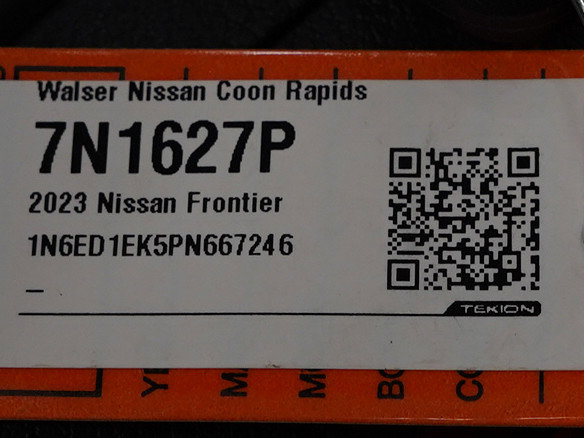 Walser Nissan Coon Rapids
7N1627P
2023 Nissan Frontier
1N6ED1EK5PN667246
–
TEKION